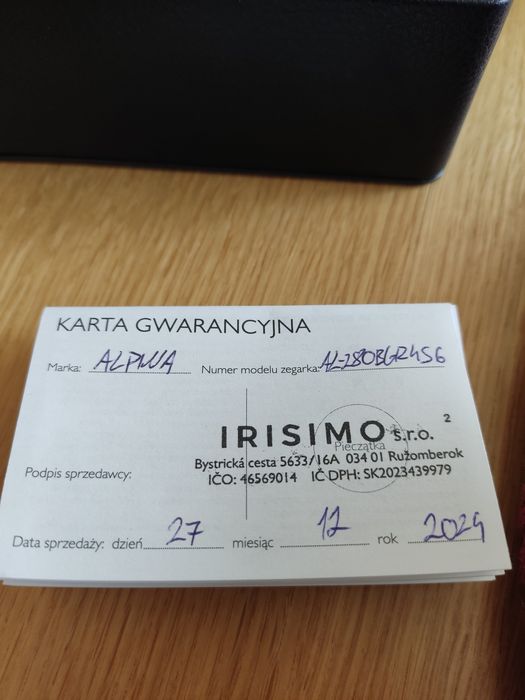 KARTA GWARANCYJNA
Marka: ALPINA Numer modelu zegarka: AL-280BGR4S6
2
IRISIMO s.r.o.
Pieczątka
Bystrická cesta 5633/16A 034 01 Ružomberok
Podpis sprzedawcy: IČO: 46569014 IČ DPH: SK2023439979
Data sprzedaży: dzień 27 miesiąc 12 rok 2024